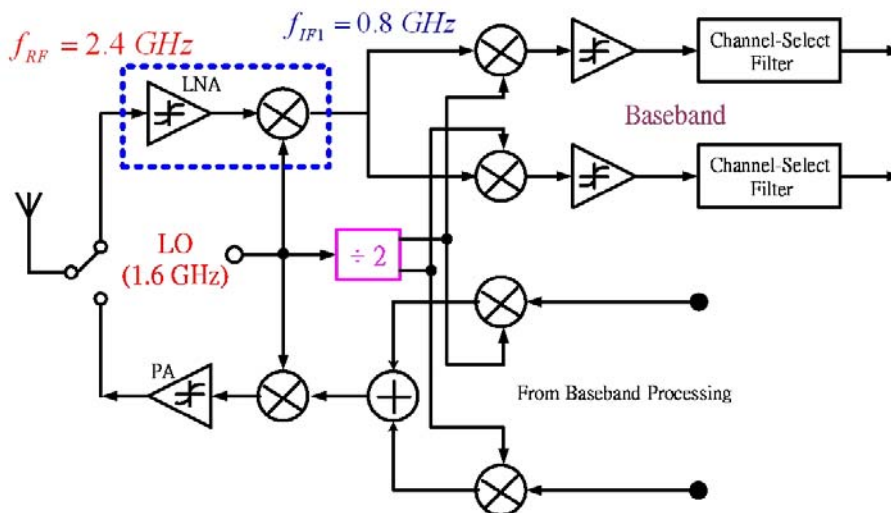 f_RF = 2.4 GHz
f_IF1 = 0.8 GHz
LNA
Channel-Select
Filter
Baseband
Channel-Select
Filter
LO
(1.6 GHz)
÷ 2
PA
From Baseband Processing